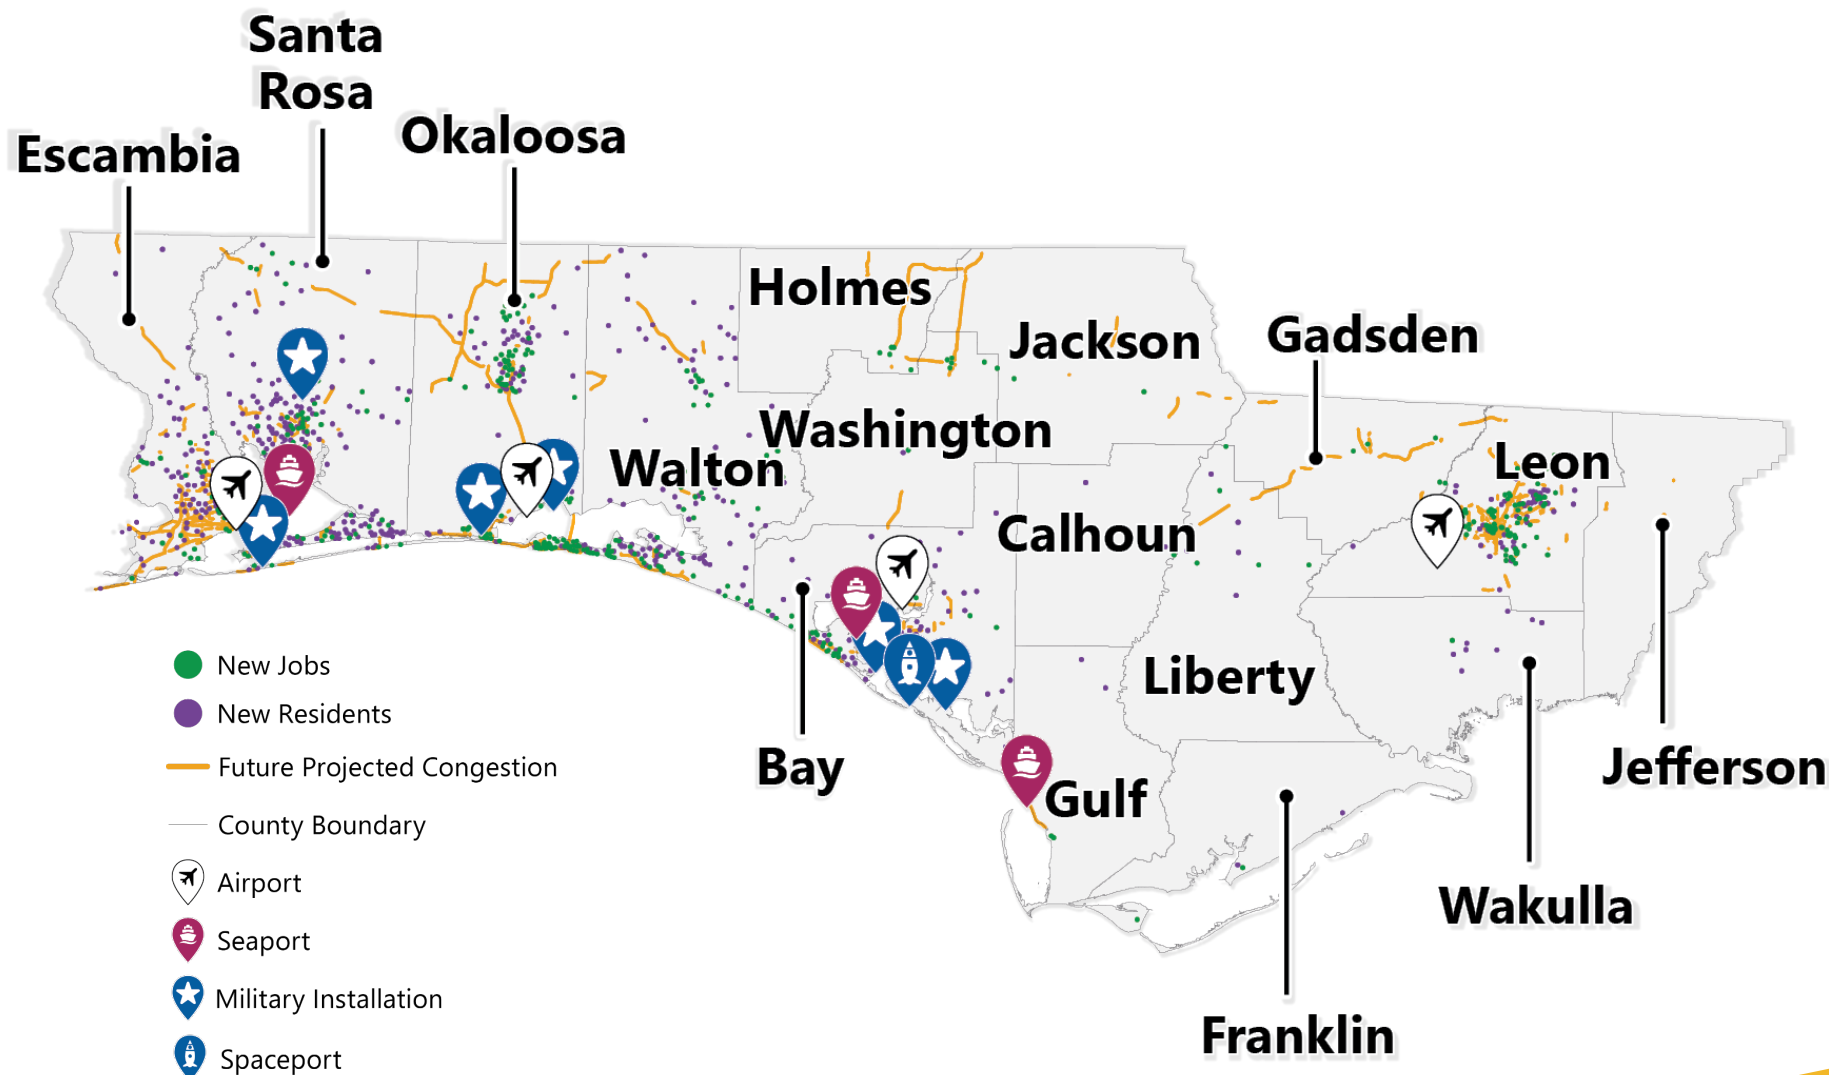 Santa
Rosa
Okaloosa
Escambia
Holmes
Jackson
Gadsden
Washington
Walton
Leon
Calhoun
Liberty
Bay
Gulf
Jefferson
Wakulla
Franklin
New Jobs
New Residents
Future Projected Congestion
County Boundary
Airport
Seaport
Military Installation
Spaceport